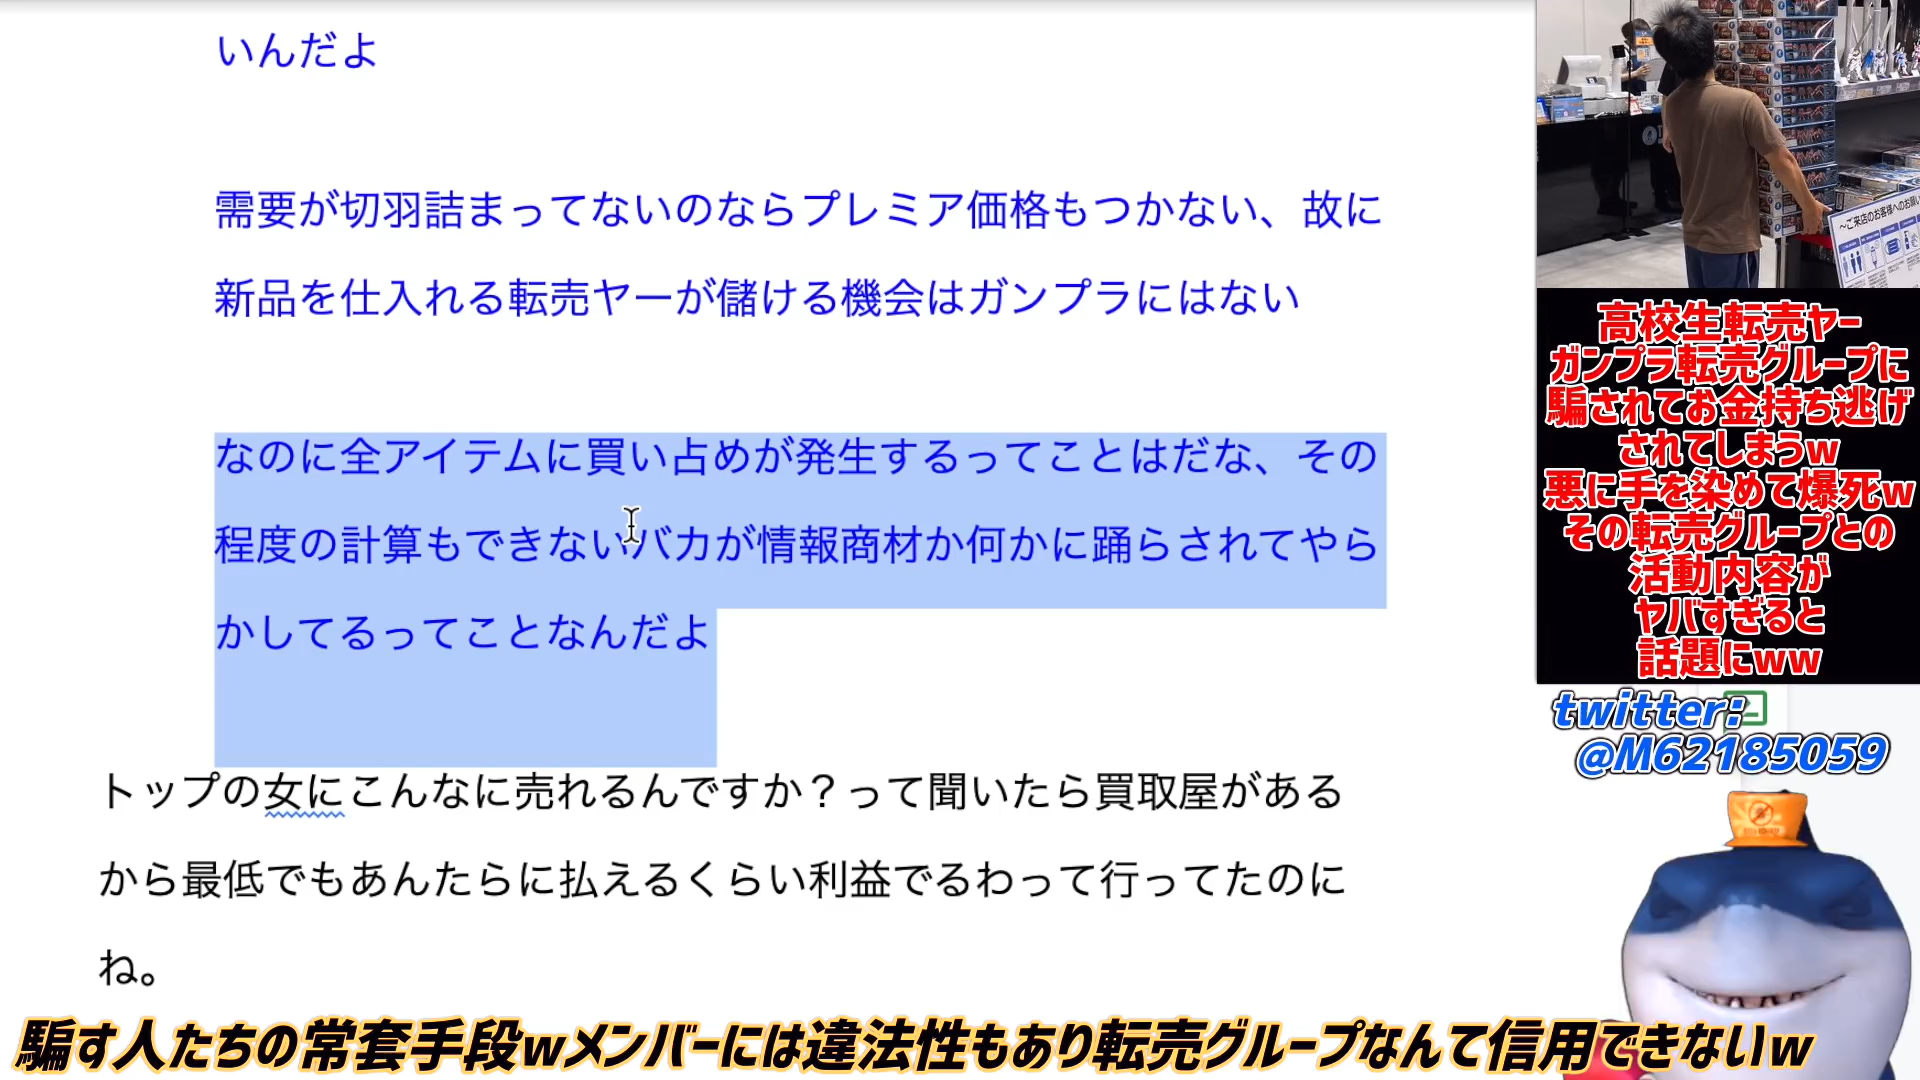 いんだよ
需要が切羽詰まってないのならプレミア価格もつかない、故に
新品を仕入れる転売ヤーが儲ける機会はガンプラにはない
なのに全アイテムに買い占めが発生するってことはだな、その
程度の計算もできないバカが情報商材か何かに踊らされてやら
かしてるってことなんだよ
トップの女にこんなに売れるんですか？って聞いたら買取屋がある
から最低でもあんたらに払えるくらい利益でるわって行ってたのに
ね。
～ご来店のお客様へのお願い
高校生転売ヤー
ガンプラ転売グループに
騙されてお金持ち逃げ
されてしまうw
悪に手を染めて爆死w
その転売グループとの
活動内容が
ヤバすぎると
話題にww
twitter:
@M62185059
騙す人たちの常套手段wメンバーには違法性もあり転売グループなんて信用できないw